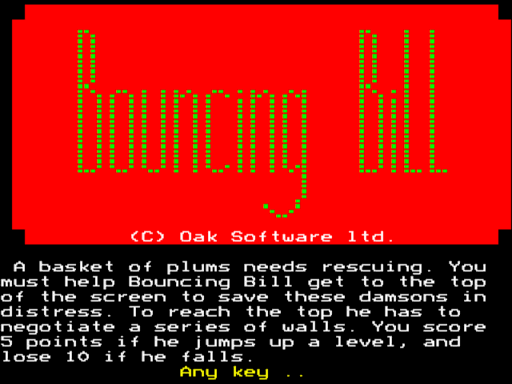 Bouncing Bill
(C) Oak Software ltd.
A basket of plums needs rescuing. You
must help Bouncing Bill get to the top
of the screen to save these damsons in
distress. To reach the top he has to
negotiate a series of walls. You score
5 points if he jumps up a level, and
lose 10 if he falls.
Any key ..